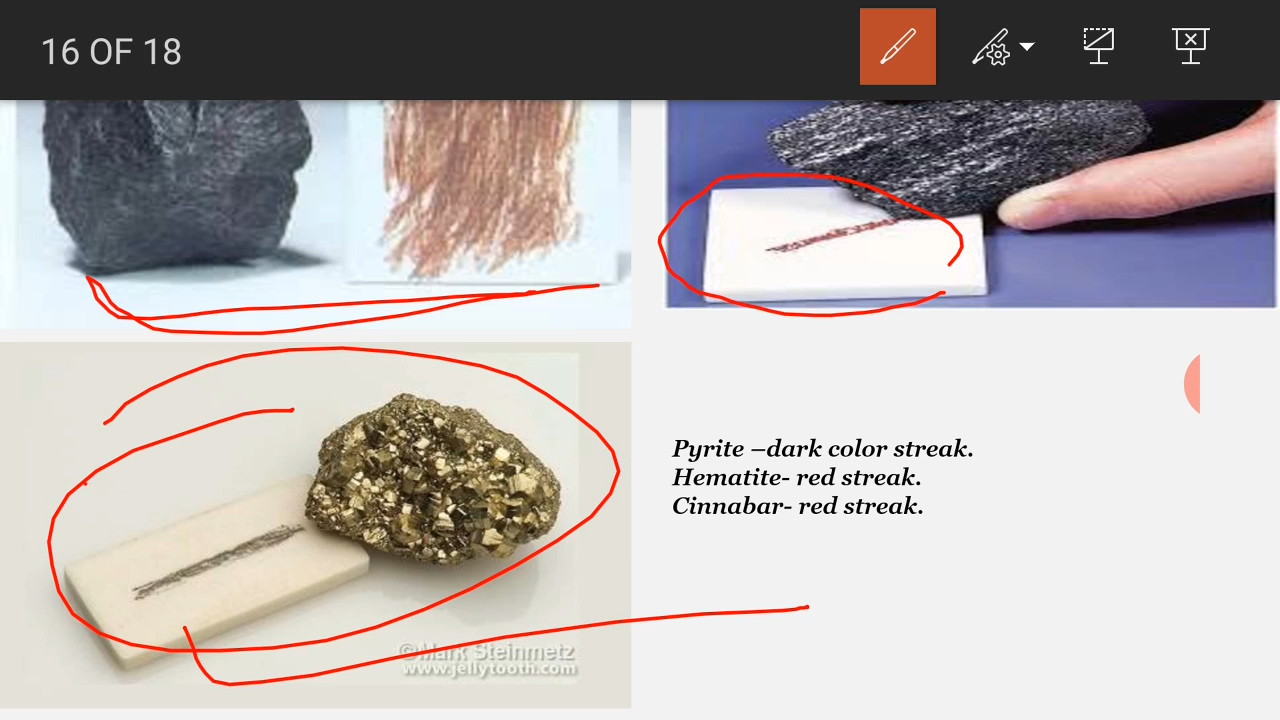 16 OF 18
Pyrite –dark color streak.
Hematite- red streak.
Cinnabar- red streak.
©Mark Steinmetz
www.jellytooth.com